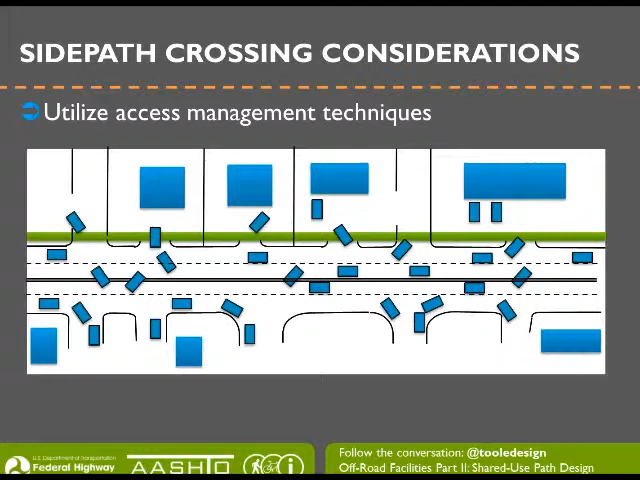 SIDEPATH CROSSING CONSIDERATIONS
Utilize access management techniques
U.S. Department of Transportation
Federal Highway
AASHTO
Follow the conversation: @tooledesign
Off-Road Facilities Part II: Shared-Use Path Design